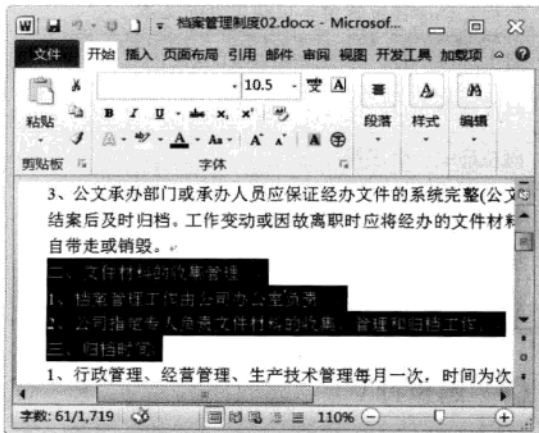 档案管理制度02.docx - Microsof...
文件 开始 插入 页面布局 引用 邮件 审阅 视图 开发工具 加载项
10.5
粘贴 段落 样式 编辑
剪贴板 字体
3、公文承办部门或承办人员应保证经办文件的系统完整(公文
结案后及时归档。工作变动或因故离职时应将经办的文件材料
自带走或销毁。
二、文件材料的收集管理
1、档案管理工作由公司办公室负责
2、公司指定专人负责文件材料的收集、管理和归档工作。
三、归档时间
1、行政管理、经营管理、生产技术管理每月一次，时间为次
字数: 61/1,719 110%